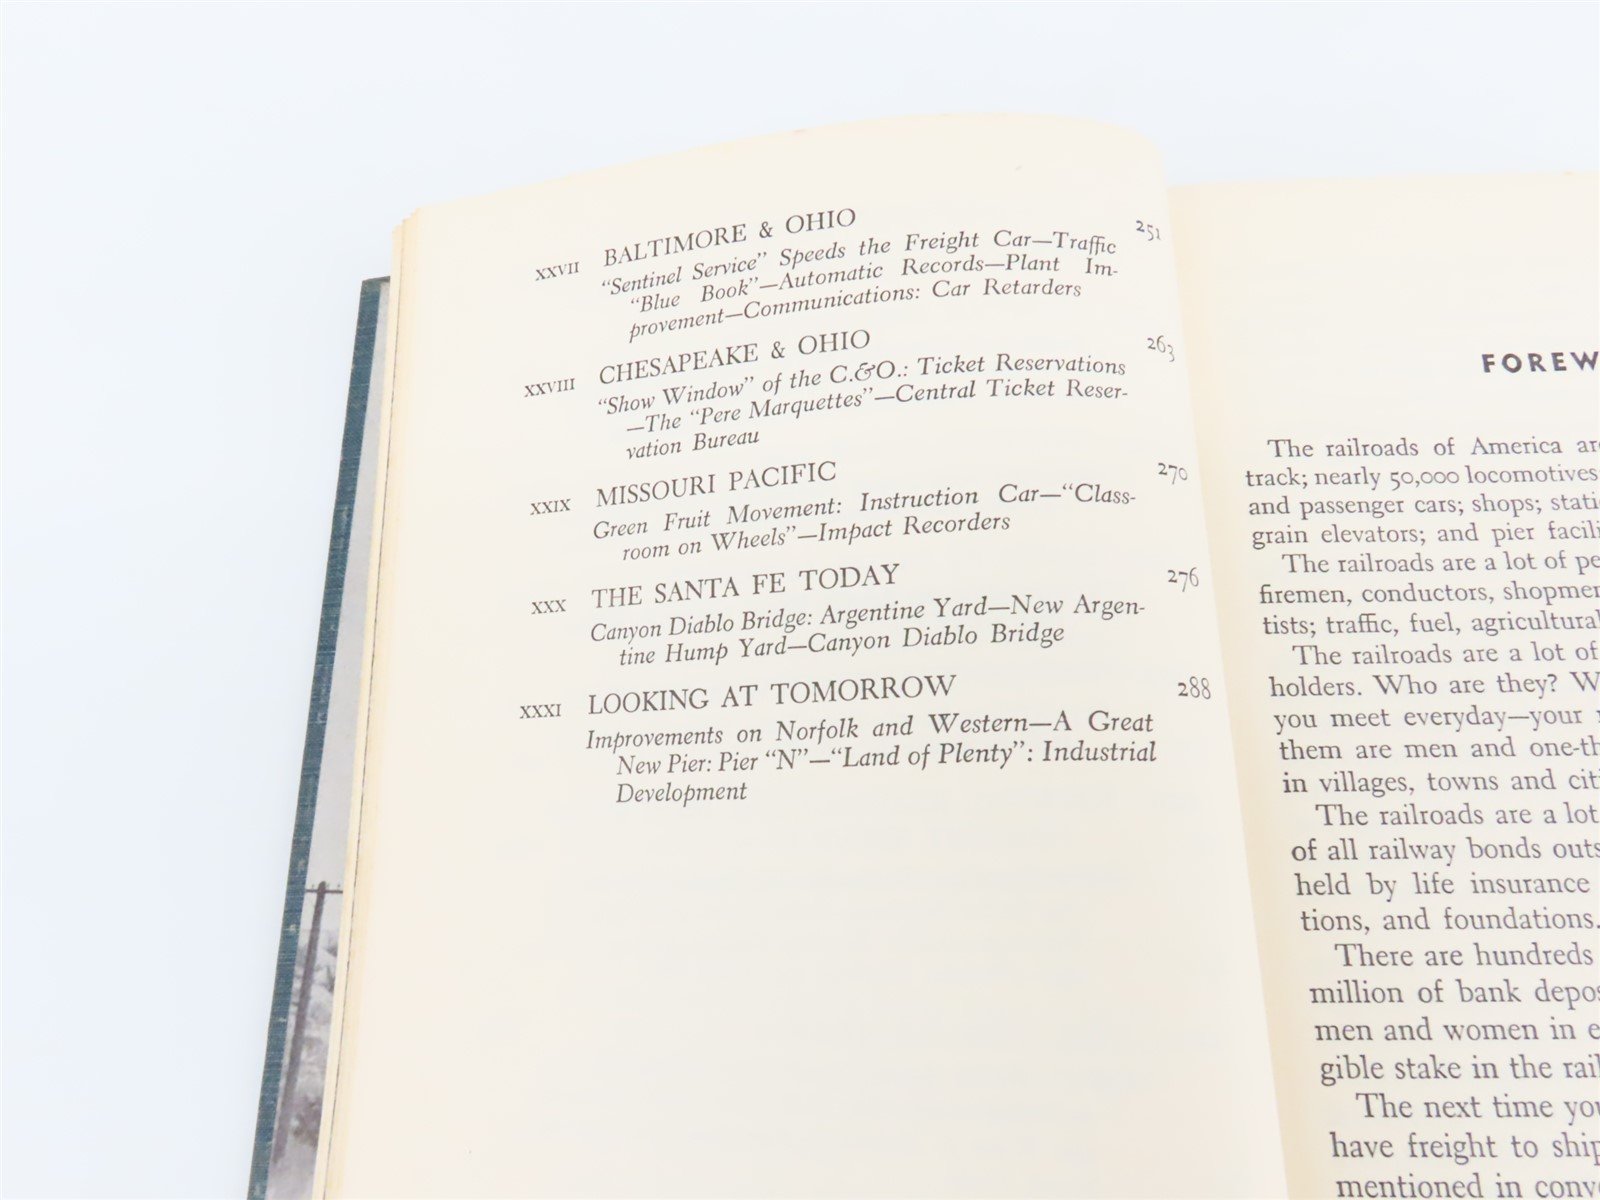 XXVII BALTIMORE & OHIO 251
“Sentinel Service” Speeds the Freight Car—Traffic
“Blue Book”—Automatic Records—Plant Im-
provement—Communications: Car Retarders
XXVIII CHESAPEAKE & OHIO 263
“Show Window” of the C.&O.: Ticket Reservations
—The “Pere Marquettes”—Central Ticket Reser-
vation Bureau
XXIX MISSOURI PACIFIC 270
Green Fruit Movement: Instruction Car—“Class-
room on Wheels”—Impact Recorders
XXX THE SANTA FE TODAY 276
Canyon Diablo Bridge: Argentine Yard—New Argen-
tine Hump Yard—Canyon Diablo Bridge
XXXI LOOKING AT TOMORROW 288
Improvements on Norfolk and Western—A Great
New Pier: Pier “N”—“Land of Plenty”: Industrial
Development
FOREW
The railroads of America are
track; nearly 50,000 locomotives
and passenger cars; shops; stati
grain elevators; and pier facili
The railroads are a lot of pe
firemen, conductors, shopmen
tists; traffic, fuel, agricultural
The railroads are a lot of
holders. Who are they? W
you meet everyday—your
them are men and one-th
in villages, towns and citi
The railroads are a lot
of all railway bonds outs
held by life insurance
tions, and foundations.
There are hundreds
million of bank depos
men and women in e
gible stake in the rail
The next time you
have freight to ship
mentioned in conv